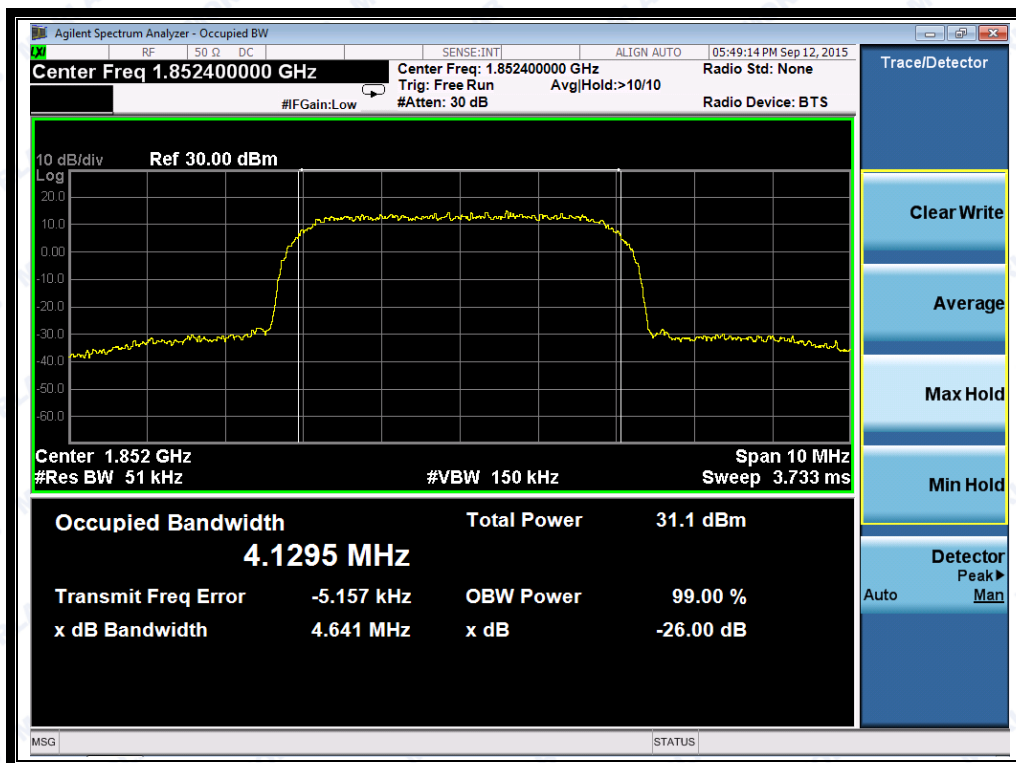 Agilent Spectrum Analyzer - Occupied BW
LXI RF 50 Ω DC SENSE:INT ALIGN AUTO 05:49:14 PM Sep 12, 2015
Center Freq 1.852400000 GHz
Center Freq: 1.852400000 GHz Radio Std: None
Trig: Free Run Avg|Hold:>10/10
#IFGain:Low #Atten: 30 dB Radio Device: BTS
10 dB/div Ref 30.00 dBm
Log
20.0
10.0
0.00
-10.0
-20.0
-30.0
-40.0
-50.0
-60.0
Center 1.852 GHz Span 10 MHz
#Res BW 51 kHz #VBW 150 kHz Sweep 3.733 ms
Occupied Bandwidth Total Power 31.1 dBm
4.1295 MHz
Transmit Freq Error -5.157 kHz OBW Power 99.00 %
x dB Bandwidth 4.641 MHz x dB -26.00 dB
MSG STATUS
Trace/Detector
Clear Write
Average
Max Hold
Min Hold
Detector
Peak▶
Auto Man